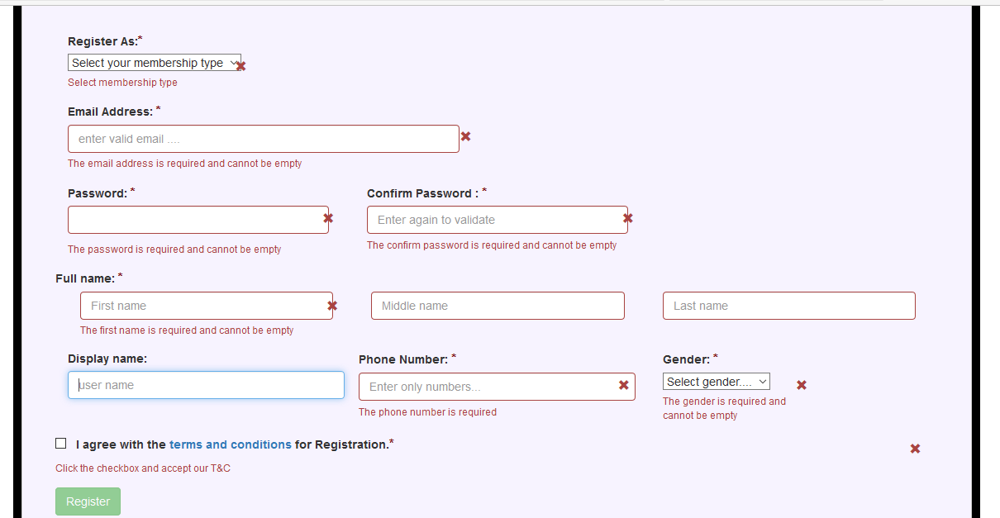 Register As:*
Select your membership type
Select membership type
Email Address: *
enter valid email ....
The email address is required and cannot be empty
Password: *
Confirm Password : *
Enter again to validate
The password is required and cannot be empty
The confirm password is required and cannot be empty
Full name: *
First name
Middle name
Last name
The first name is required and cannot be empty
Display name:
Phone Number: *
Gender: *
user name
Enter only numbers...
Select gender....
The phone number is required
The gender is required and
cannot be empty
I agree with the terms and conditions for Registration.*
Click the checkbox and accept our T&C
Register